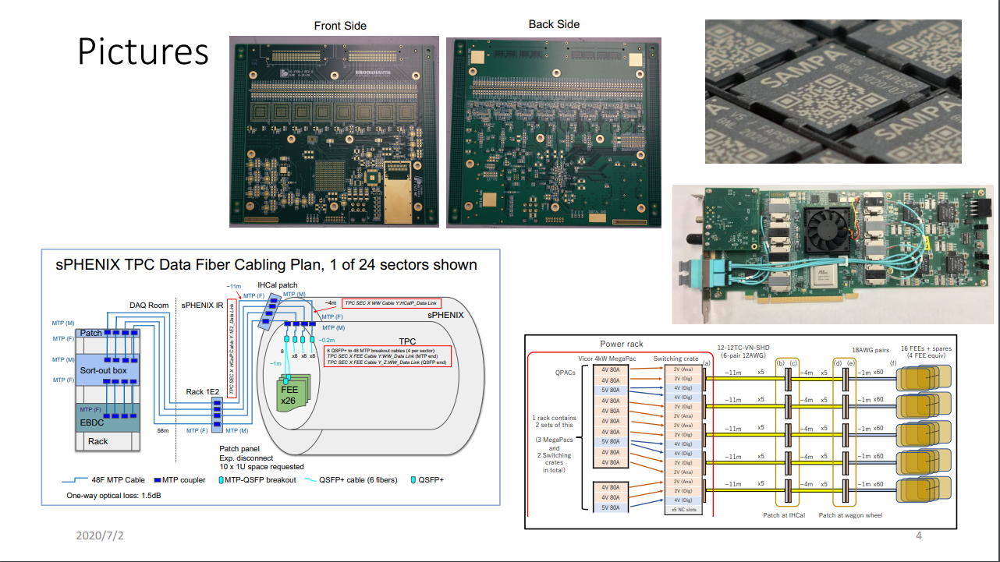 Pictures
Front Side
Back Side
BROOKHAVEN
SAMPA
V5
2020/07
SAMPA
sPHENIX TPC Data Fiber Cabling Plan, 1 of 24 sectors shown
DAQ Room
sPHENIX IR
~11m
MTP (F)
IHCal patch
MTP (M)
~4m
TPC SEC X WW Cable Y:HCalP_Data Link
sPHENIX
MTP (F)
MTP (M)
MTP (M)
MTP (F)
Patch
TPC SEC X HCalP Cable Y:1E2_Data Link
~0.2m
TPC
8 QSFP+ to 48 MTP breakout cables (4 per sector):
TPC SEC X FEE Cable Y:WW_Data Link (MTP end)
TPC SEC X FEE Cable Y_Z:WW_Data Link (QSFP end)
8
x8
x8
x8
~1m
MTP (M)
Sort-out box
MTP (F)
FEE
x26
Rack 1E2
MTP (F)
EBDC
58m
MTP (F)
MTP (M)
Rack
Patch panel
Exp. disconnect
10 x 1U space requested
48F MTP Cable
MTP coupler
MTP-QSFP breakout
QSFP+ cable (6 fibers)
QSFP+
One-way optical loss: 1.5dB
Power rack
Vicor 4kW MegaPac
Switching crate
(a)
12-12TC-VN-SHD
(6-pair 12AWG)
18AWG pairs
16 FEEs + spares
(4 FEE equiv)
(b)
(c)
(d)
(e)
(f)
QPACs
4V 80A
4V 80A
5V 80A
4V 80A
4V 80A
4V 80A
4V 80A
5V 80A
4V 80A
4V 80A
4V 80A
4V 80A
5V 80A
2V (Ana)
2V (Dig)
4V (Dig)
4V (Dig)
2V (Ana)
2V (Dig)
2V (Ana)
2V (Dig)
4V (Dig)
4V (Dig)
2V (Dig)
2V (Ana)
2V (Ana)
2V (Dig)
4V (Dig)
x5 NC slots
1 rack contains
2 sets of this
(3 MegaPacs
and
2 Switching
crates
in total)
~11m x5 ~4m x5 ~1m x60
~11m x5 ~4m x5 ~1m x60
~11m x5 ~4m x5 ~1m x60
~11m x5 ~4m x5 ~1m x60
~11m x5 ~4m x5 ~1m x60
Patch at IHCal
Patch at wagon wheel
2020/7/2
4